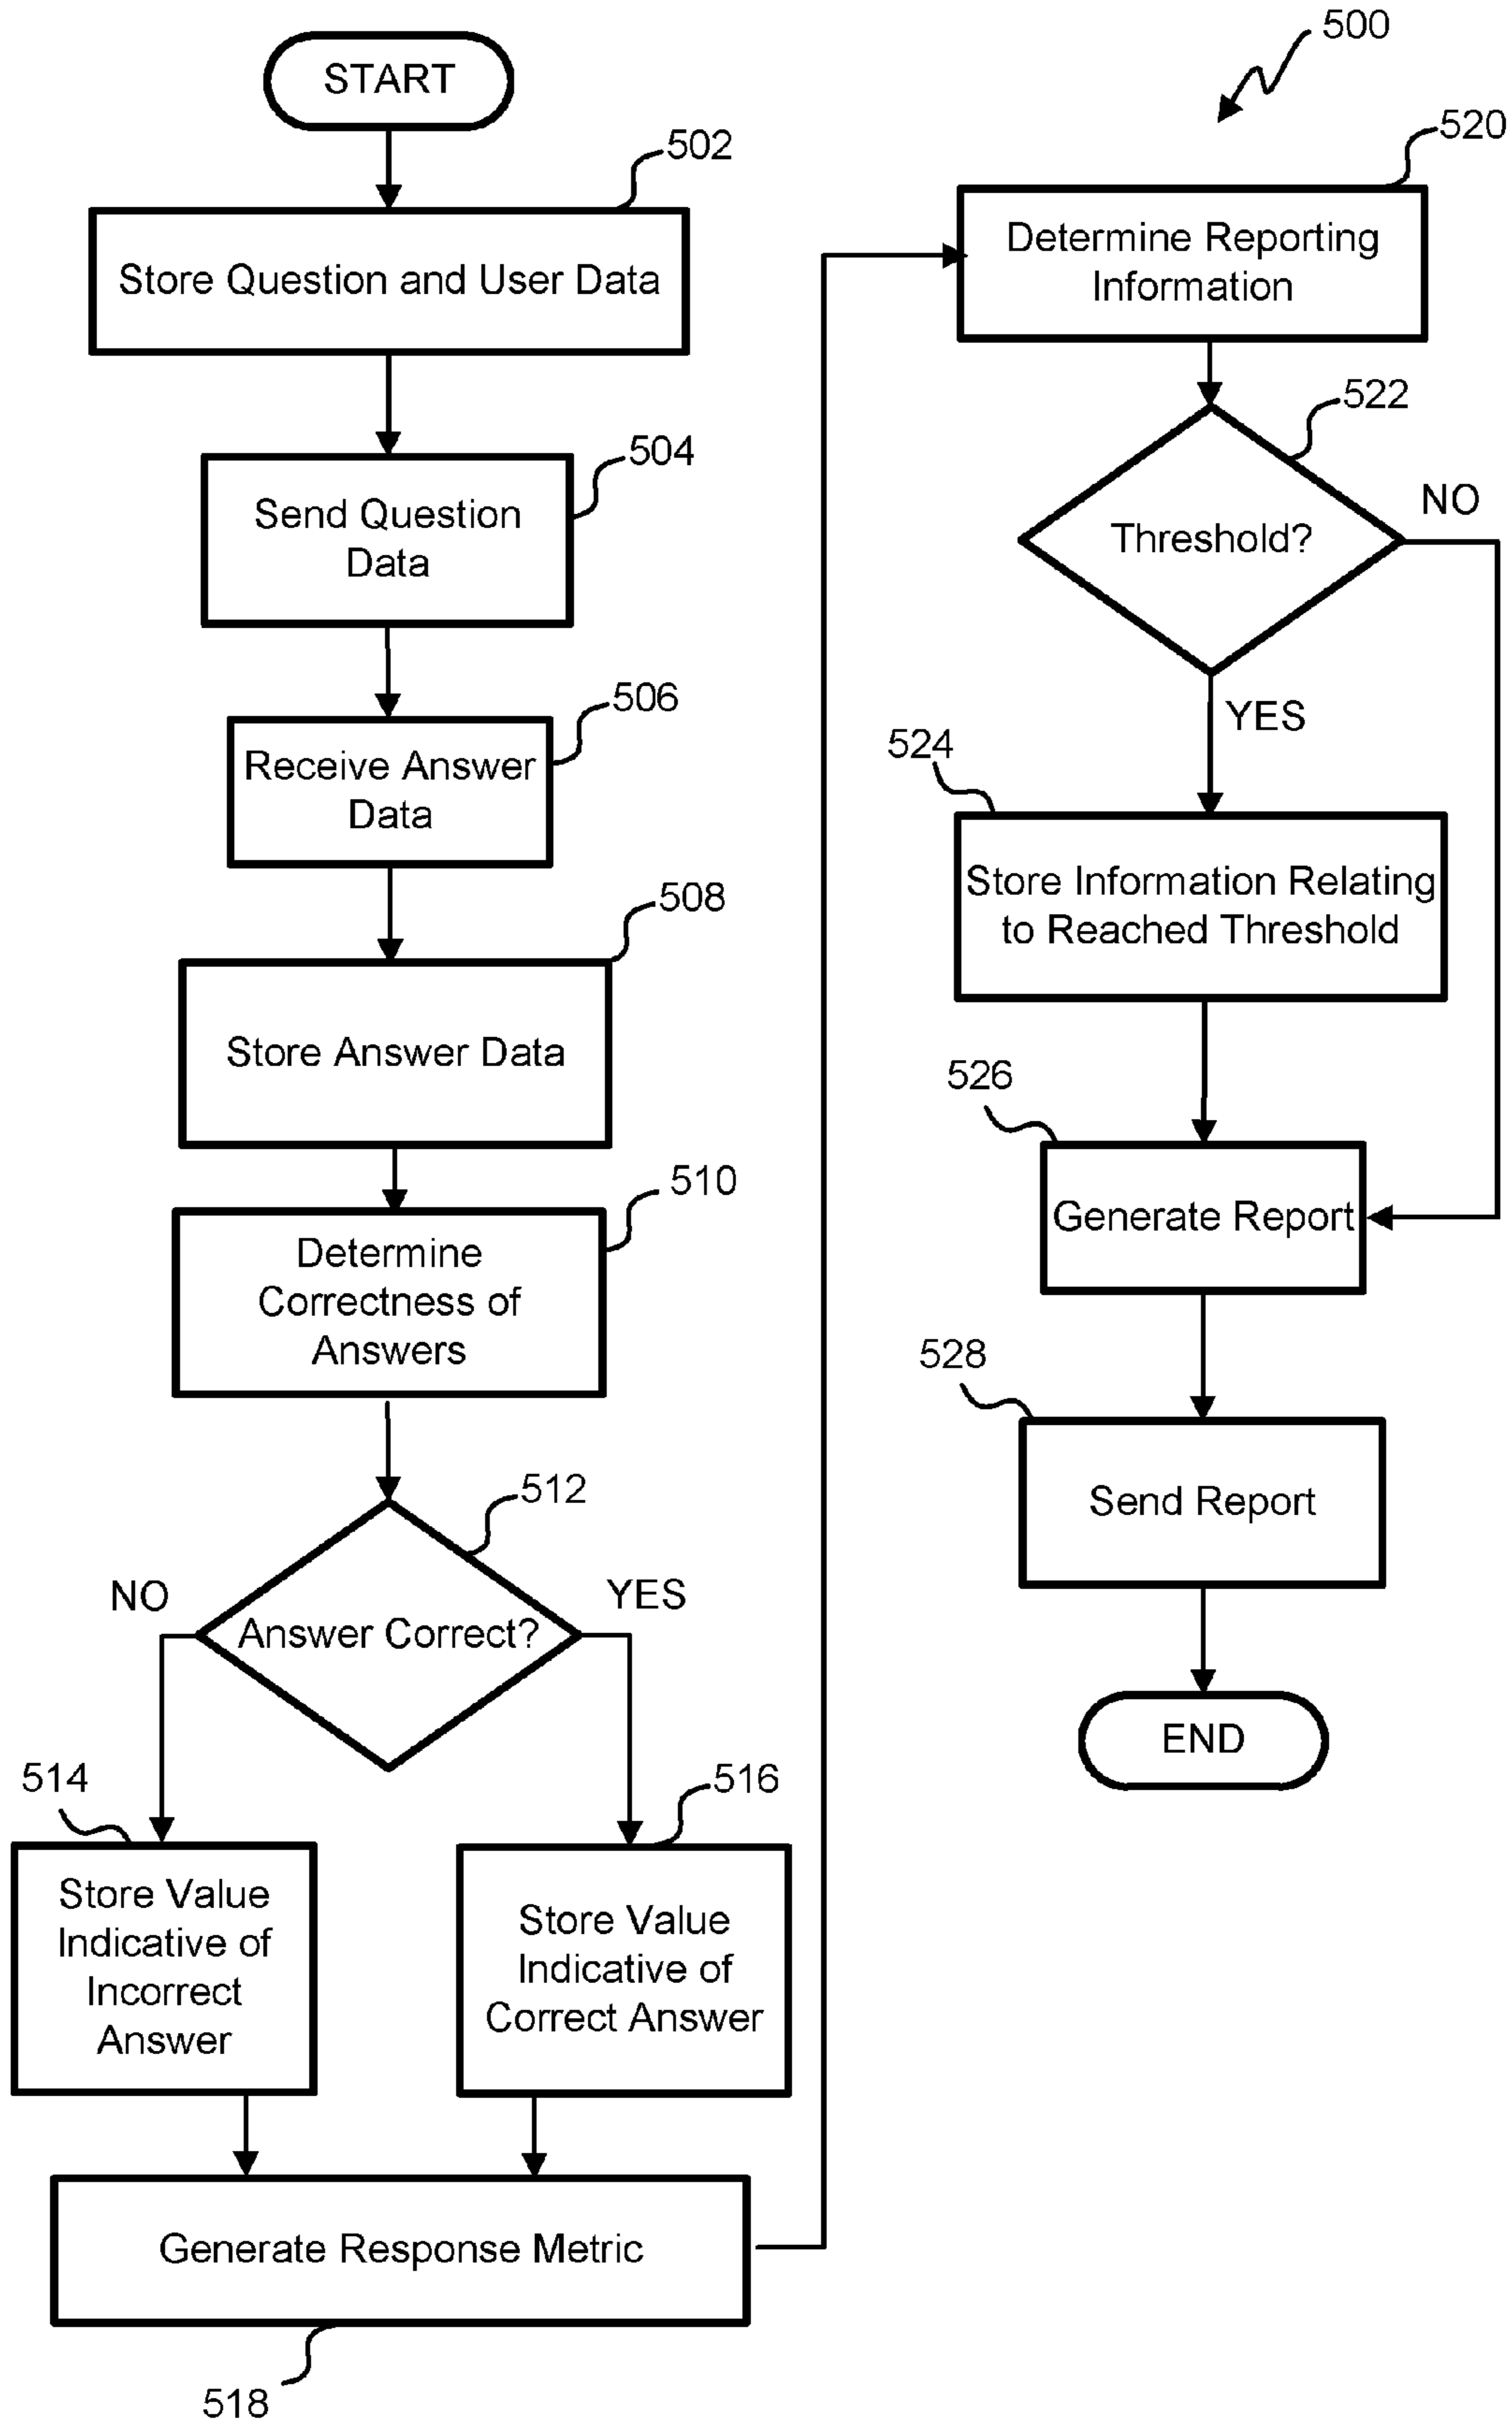 START
502
Store Question and User Data
504
Send Question
Data
506
Receive Answer
Data
508
Store Answer Data
510
Determine
Correctness of
Answers
512
Answer Correct?
NO
YES
514
Store Value
Indicative of
Incorrect
Answer
516
Store Value
Indicative of
Correct Answer
Generate Response Metric
518
500
520
Determine Reporting
Information
522
Threshold?
NO
YES
524
Store Information Relating
to Reached Threshold
526
Generate Report
528
Send Report
END